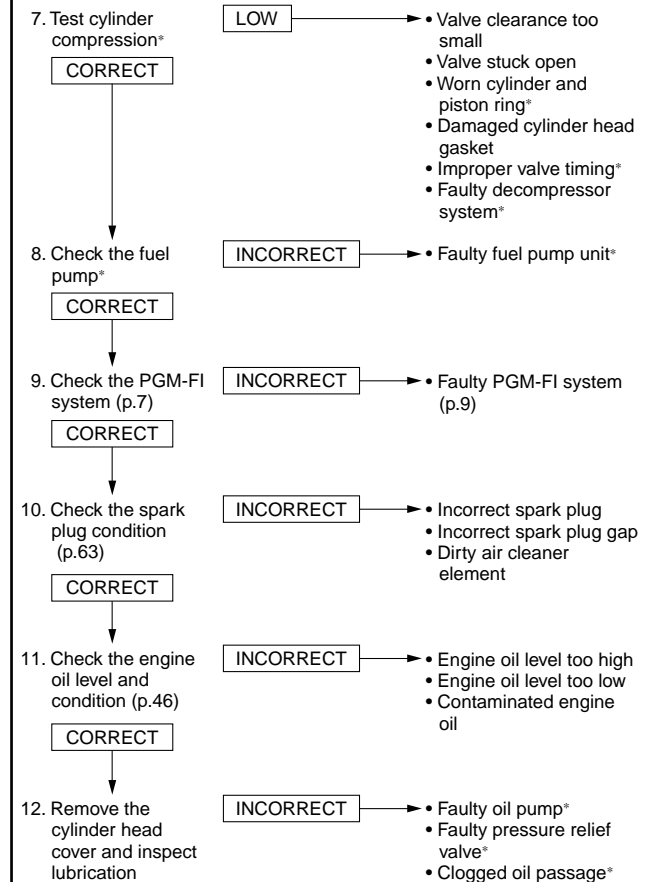 7. Test cylinder
compression*
LOW
• Valve clearance too
small
• Valve stuck open
• Worn cylinder and
piston ring*
• Damaged cylinder head
gasket
• Improper valve timing*
• Faulty decompressor
system*
CORRECT
8. Check the fuel
pump*
INCORRECT
• Faulty fuel pump unit*
CORRECT
9. Check the PGM-FI
system (p.7)
INCORRECT
• Faulty PGM-FI system
(p.9)
CORRECT
10. Check the spark
plug condition
(p.63)
INCORRECT
• Incorrect spark plug
• Incorrect spark plug gap
• Dirty air cleaner
element
CORRECT
11. Check the engine
oil level and
condition (p.46)
INCORRECT
• Engine oil level too high
• Engine oil level too low
• Contaminated engine
oil
CORRECT
12. Remove the
cylinder head
cover and inspect
lubrication
INCORRECT
• Faulty oil pump*
• Faulty pressure relief
valve*
• Clogged oil passage*